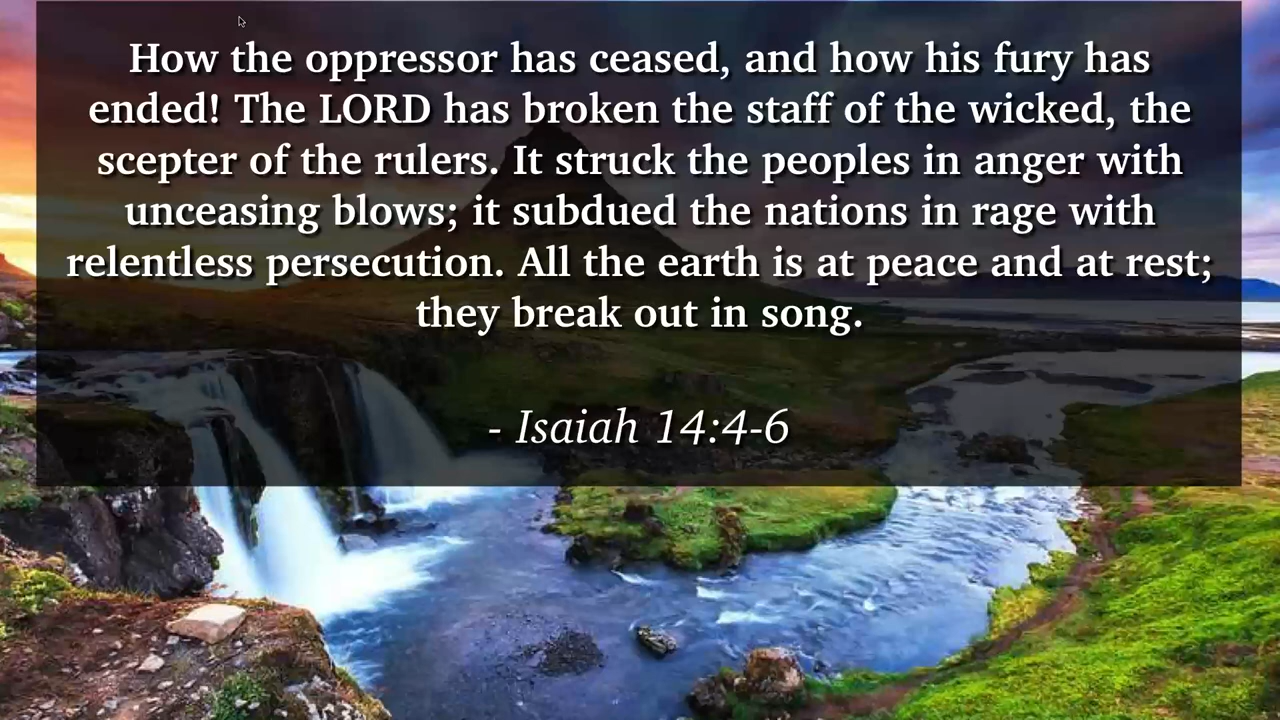 How the oppressor has ceased, and how his fury has
ended! The LORD has broken the staff of the wicked, the
scepter of the rulers. It struck the peoples in anger with
unceasing blows; it subdued the nations in rage with
relentless persecution. All the earth is at peace and at rest;
they break out in song.
- Isaiah 14:4-6